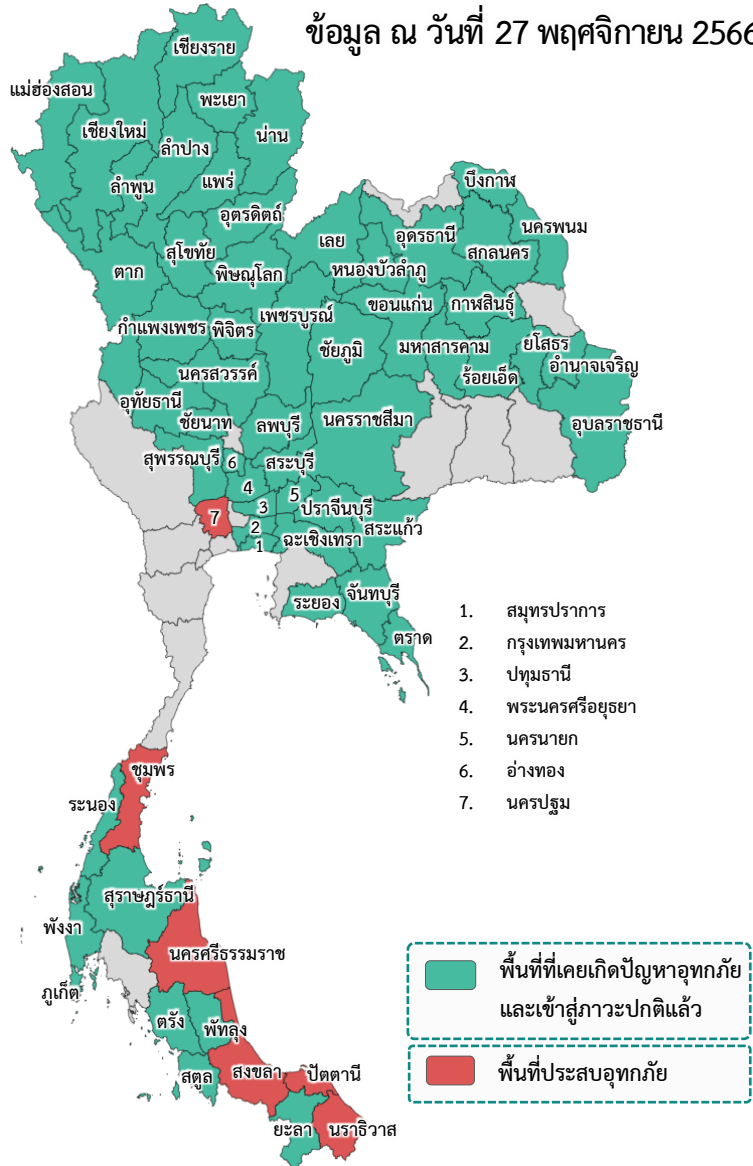 ข้อมูล ณ วันที่ 27 พฤศจิกายน 2566
เชียงราย
แม่ฮ่องสอน
พะเยา
เชียงใหม่
น่าน
ลำปาง
ลำพูน
แพร่
บึงกาฬ
อุตรดิตถ์
นครพนม
เลย
อุดรธานี
สุโขทัย
สกลนคร
ตาก
พิษณุโลก
หนองบัวลำภู
ขอนแก่น
กาฬสินธุ์
เพชรบูรณ์
กำแพงเพชร
พิจิตร
ชัยภูมิ
มหาสารคาม
ยโสธร
อำนาจเจริญ
นครสวรรค์
ร้อยเอ็ด
อุทัยธานี
ชัยนาท
ลพบุรี
นครราชสีมา
อุบลราชธานี
สุพรรณบุรี
6
สระบุรี
4
5
ปราจีนบุรี
7
3
2
สระแก้ว
1
ฉะเชิงเทรา
ระยอง
จันทบุรี
ตราด
1. สมุทรปราการ
2. กรุงเทพมหานคร
3. ปทุมธานี
4. พระนครศรีอยุธยา
5. นครนายก
6. อ่างทอง
7. นครปฐม
ชุมพร
ระนอง
สุราษฎร์ธานี
พังงา
นครศรีธรรมราช
ภูเก็ต
ตรัง
พัทลุง
สตูล
สงขลา
ปัตตานี
ยะลา
นราธิวาส
พื้นที่ที่เคยเกิดปัญหาอุทกภัย
และเข้าสู่ภาวะปกติแล้ว
พื้นที่ประสบอุทกภัย